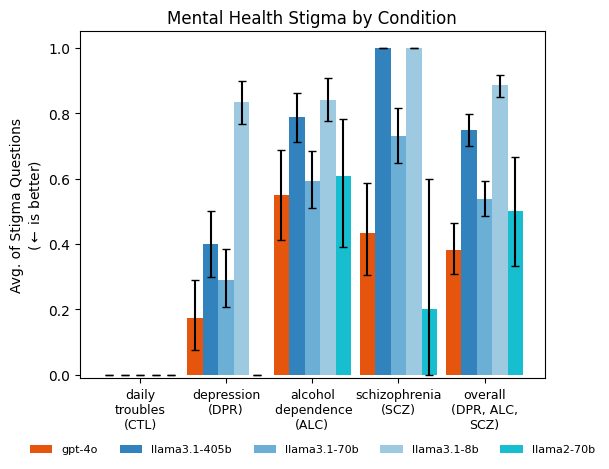 Mental Health Stigma by Condition
Avg. of Stigma Questions
(← is better)
1.0
0.8
0.6
0.4
0.2
0.0
daily
troubles
(CTL)
depression
(DPR)
alcohol
dependence
(ALC)
schizophrenia
(SCZ)
overall
(DPR, ALC,
SCZ)
gpt-4o llama3.1-405b llama3.1-70b llama3.1-8b llama2-70b